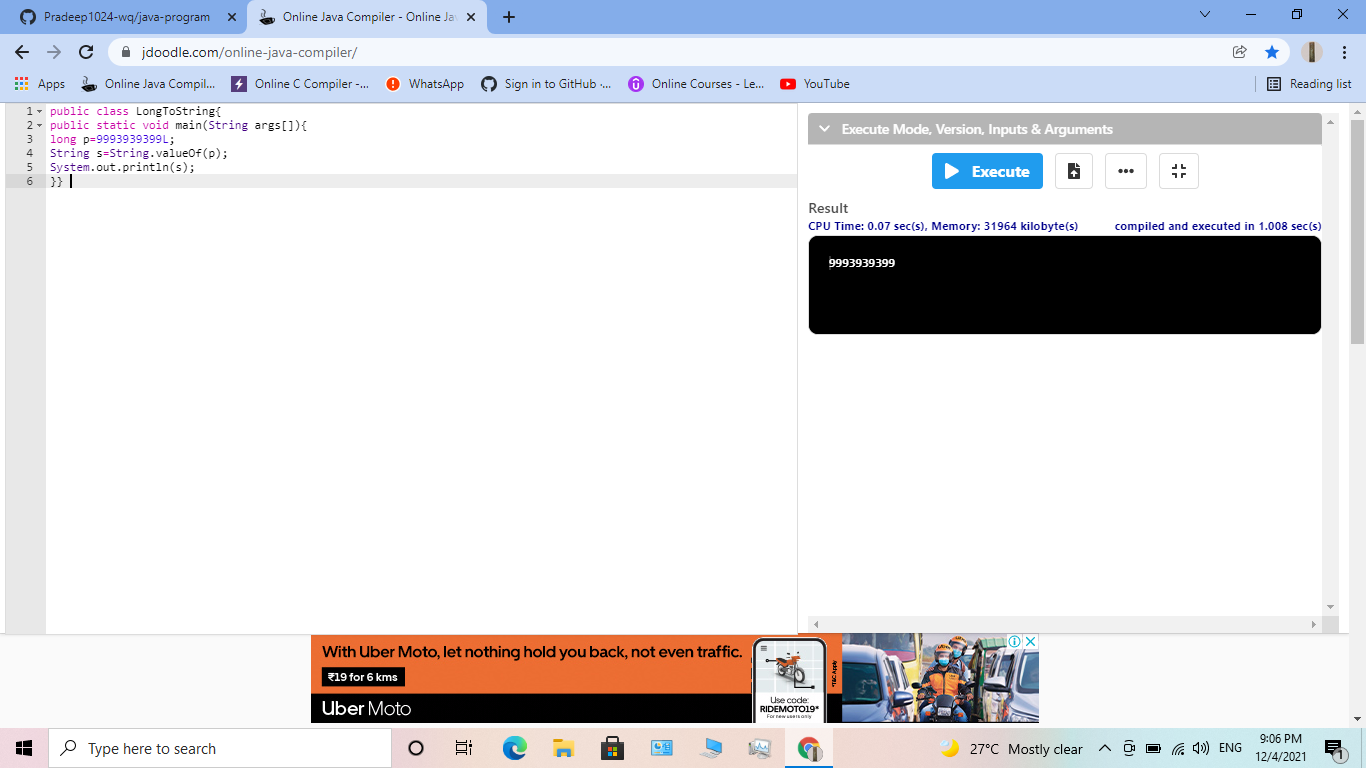 Pradeep1024-wq/java-program
Online Java Compiler - Online Ja
jdoodle.com/online-java-compiler/
Apps
Online Java Compil...
Online C Compiler -...
WhatsApp
Sign in to GitHub ·...
Online Courses - Le...
YouTube
Reading list
1 public class LongToString{
2 public static void main(String args[]){
3 long p=9993939399L;
4 String s=String.valueOf(p);
5 System.out.println(s);
6 }}
Execute Mode, Version, Inputs & Arguments
Execute
Result
CPU Time: 0.07 sec(s), Memory: 31964 kilobyte(s)
compiled and executed in 1.008 sec(s)
9993939399
With Uber Moto, let nothing hold you back, not even traffic.
₹19 for 6 kms
Uber Moto
Use code:
RIDEMOTO19*
For new users only
*T&C Apply
Type here to search
27°C Mostly clear
ENG
9:06 PM
12/4/2021
1